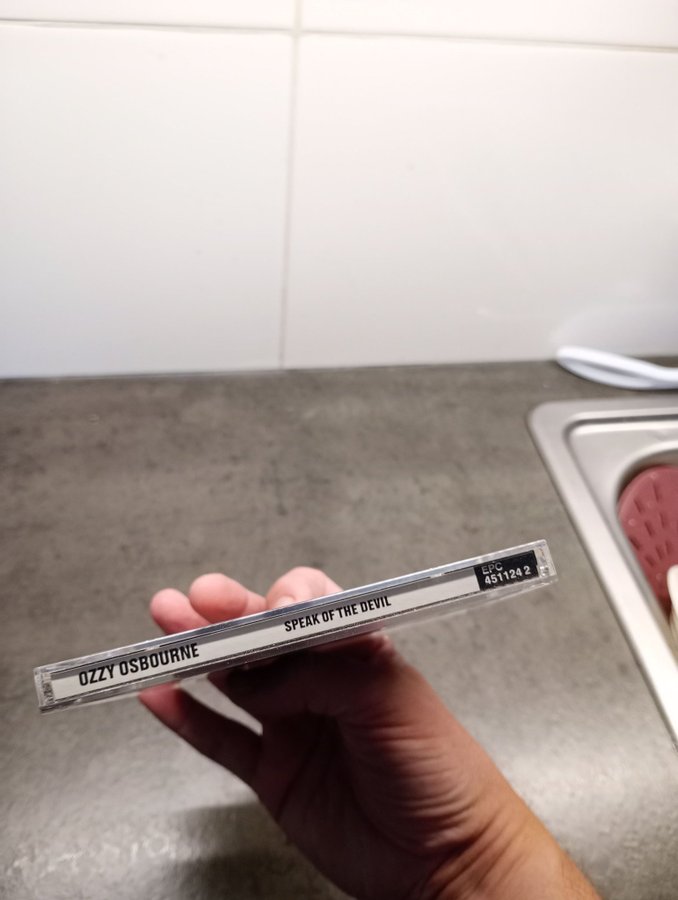 OZZY OSBOURNE
SPEAK OF THE DEVIL
EPC
451124 2